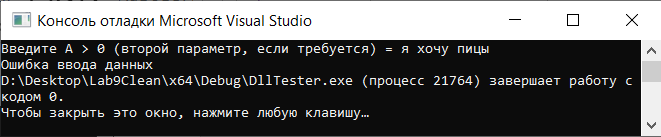 Консоль отладки Microsoft Visual Studio
Введите A > 0 (второй параметр, если требуется) = я хочу пицы
Ошибка ввода данных
D:\Desktop\Lab9Clean\x64\Debug\DllTester.exe (процесс 21764) завершает работу с
кодом 0.
Чтобы закрыть это окно, нажмите любую клавишу…